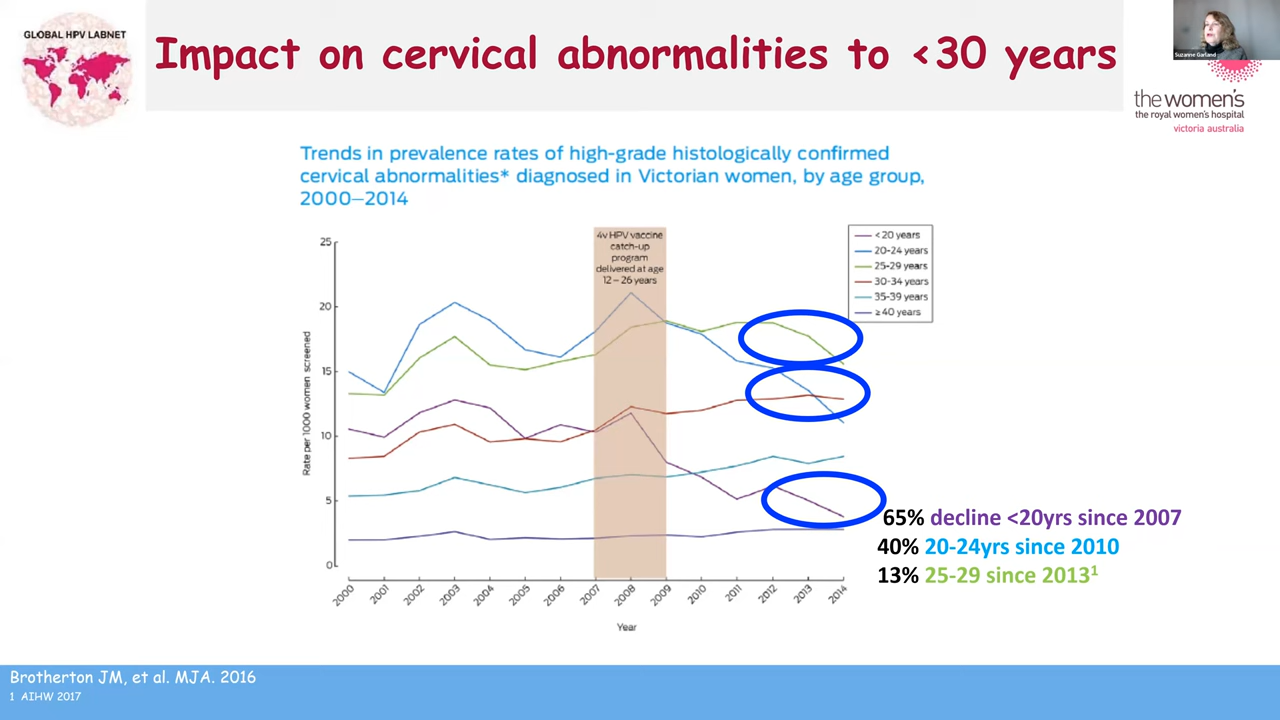 GLOBAL HPV LABNET
Impact on cervical abnormalities to <30 years
Suzanne Garland
the women's
the royal women's hospital
victoria australia
Trends in prevalence rates of high-grade histologically confirmed
cervical abnormalities* diagnosed in Victorian women, by age group,
2000–2014
4v HPV vaccine
catch-up
program
delivered at age
12 – 26 years
< 20 years
20-24 years
25-29 years
30-34 years
35-39 years
≥ 40 years
Rate per 1000 women screened
25
20
15
10
5
0
2000
2001
2002
2003
2004
2005
2006
2007
2008
2009
2010
2011
2012
2013
2014
Year
65% decline <20yrs since 2007
40% 20-24yrs since 2010
13% 25-29 since 2013¹
Brotherton JM, et al. MJA. 2016
1 AIHW 2017